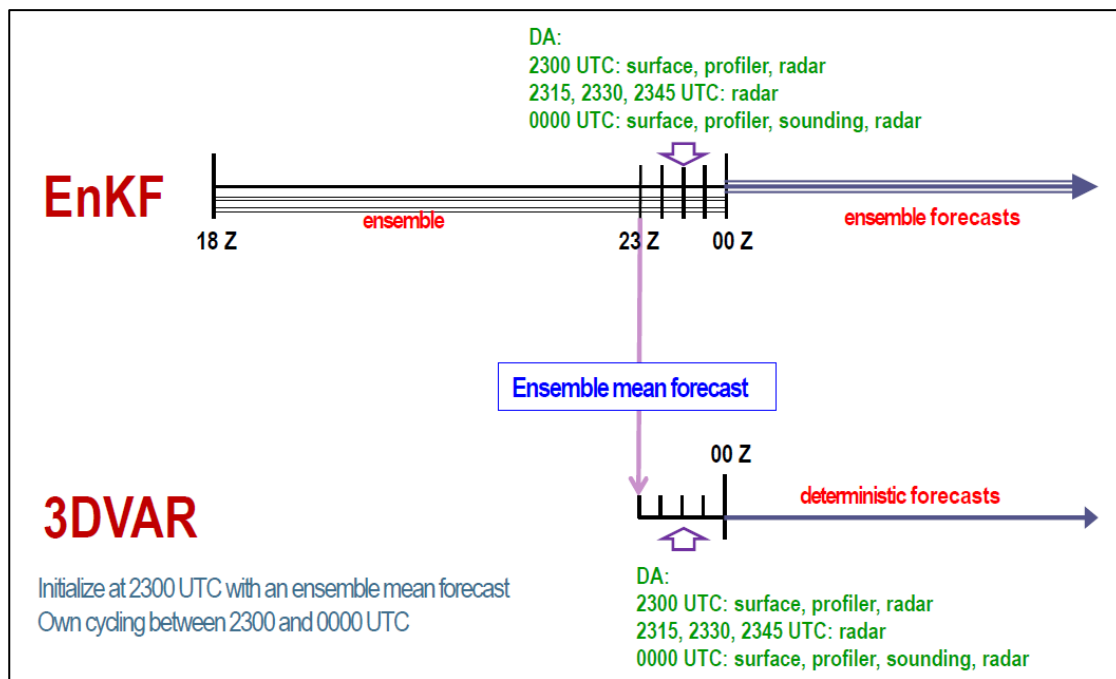 DA:
2300 UTC: surface, profiler, radar
2315, 2330, 2345 UTC: radar
0000 UTC: surface, profiler, sounding, radar
EnKF
ensemble
ensemble forecasts
18 Z
23 Z
00 Z
Ensemble mean forecast
00 Z
3DVAR
deterministic forecasts
Initialize at 2300 UTC with an ensemble mean forecast
Own cycling between 2300 and 0000 UTC
DA:
2300 UTC: surface, profiler, radar
2315, 2330, 2345 UTC: radar
0000 UTC: surface, profiler, sounding, radar